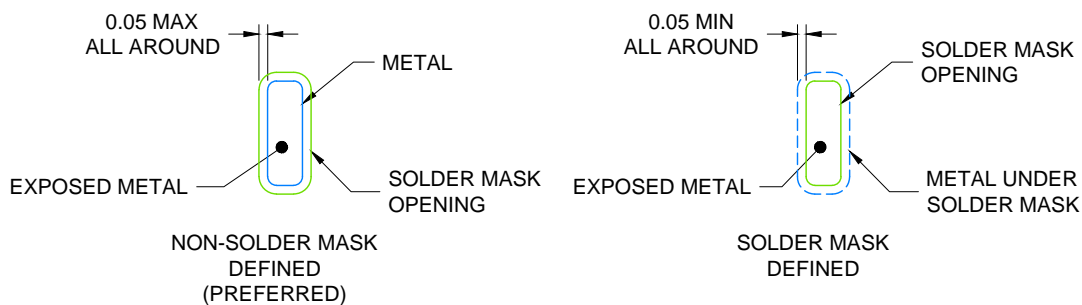 0.05 MAX
ALL AROUND
METAL
EXPOSED METAL
SOLDER MASK
OPENING
NON-SOLDER MASK
DEFINED
(PREFERRED)
0.05 MIN
ALL AROUND
SOLDER MASK
OPENING
EXPOSED METAL
METAL UNDER
SOLDER MASK
SOLDER MASK
DEFINED